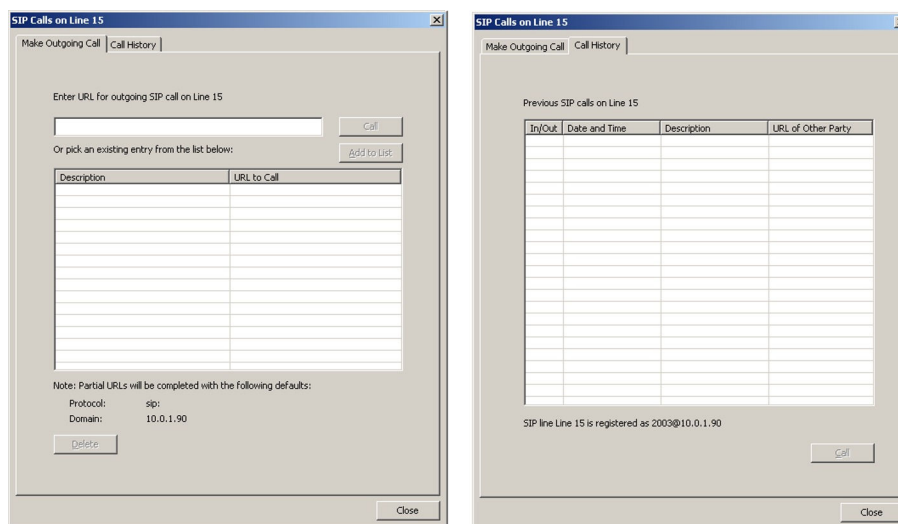 SIP Calls on Line 15
Make Outgoing Call Call History
Enter URL for outgoing SIP call on Line 15
Call
Or pick an existing entry from the list below:
Add to List
Description URL to Call
Note: Partial URLs will be completed with the following defaults:
Protocol: sip:
Domain: 10.0.1.90
Delete
Close
SIP Calls on Line 15
Make Outgoing Call Call History
Previous SIP calls on Line 15
In/Out Date and Time Description URL of Other Party
SIP line Line 15 is registered as 2003@10.0.1.90
Call
Close